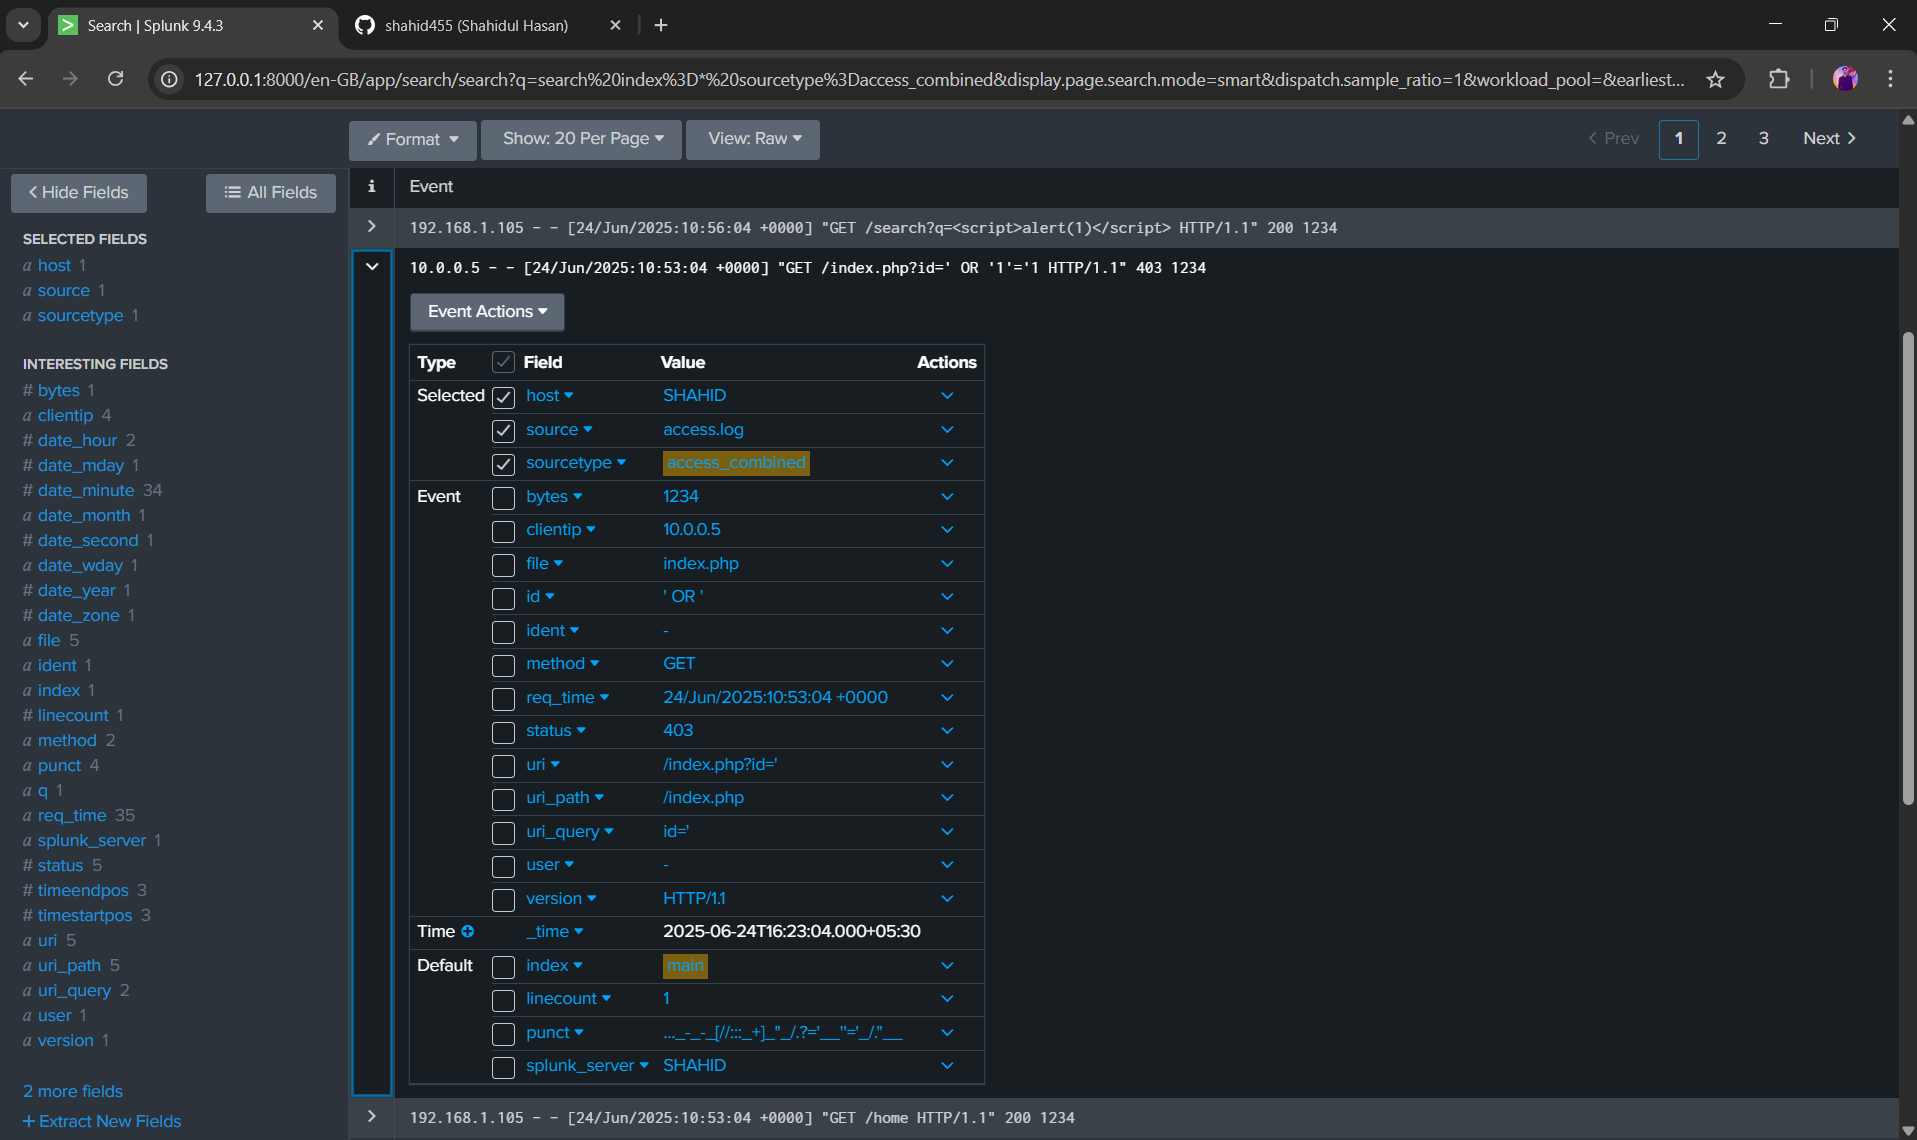 Search | Splunk 9.4.3
shahid455 (Shahidul Hasan)
127.0.0.1:8000/en-GB/app/search/search?q=search%20index%3D*%20sourcetype%3Daccess_combined&display.page.search.mode=smart&dispatch.sample_ratio=1&workload_pool=&earliest...
Format
Show: 20 Per Page
View: Raw
Prev
1
2
3
Next
Hide Fields
All Fields
SELECTED FIELDS
a host 1
a source 1
a sourcetype 1
INTERESTING FIELDS
# bytes 1
a clientip 4
# date_hour 2
# date_mday 1
# date_minute 34
a date_month 1
# date_second 1
a date_wday 1
# date_year 1
# date_zone 1
a file 5
a ident 1
a index 1
# linecount 1
a method 2
a punct 4
a q 1
a req_time 35
a splunk_server 1
# status 5
# timeendpos 3
# timestartpos 3
a uri 5
a uri_path 5
a uri_query 2
a user 1
a version 1
2 more fields
+ Extract New Fields
i Event
192.168.1.105 - - [24/Jun/2025:10:56:04 +0000] "GET /search?q=<script>alert(1)</script> HTTP/1.1" 200 1234
10.0.0.5 - - [24/Jun/2025:10:53:04 +0000] "GET /index.php?id=' OR '1'='1 HTTP/1.1" 403 1234
Event Actions
Type Field Value Actions
Selected host SHAHID
source access.log
sourcetype access_combined
Event bytes 1234
clientip 10.0.0.5
file index.php
id ' OR '
ident -
method GET
req_time 24/Jun/2025:10:53:04 +0000
status 403
uri /index.php?id='
uri_path /index.php
uri_query id='
user -
version HTTP/1.1
Time _time 2025-06-24T16:23:04.000+05:30
Default index main
linecount 1
punct ..._-_-_[//:::_+]_"_/.?='__''='_/."__
splunk_server SHAHID
192.168.1.105 - - [24/Jun/2025:10:53:04 +0000] "GET /home HTTP/1.1" 200 1234